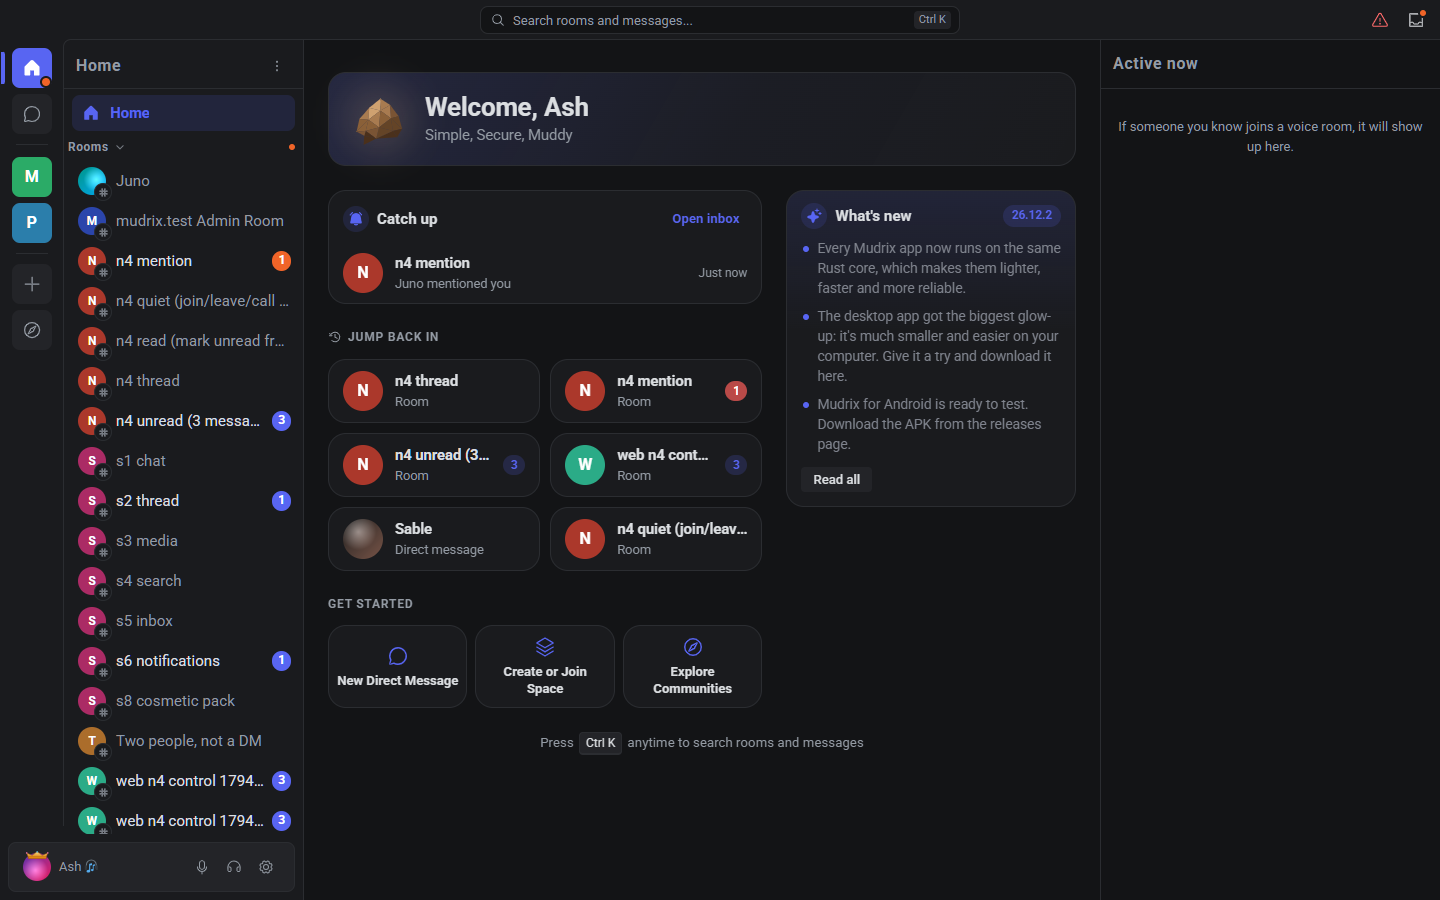 Search rooms and messages...
Ctrl K
Home
Home
Rooms
Juno
M
mudrix.test Admin Room
N
n4 mention
1
N
n4 quiet (join/leave/call ...
N
n4 read (mark unread fr...
N
n4 thread
N
n4 unread (3 messa...
3
S
s1 chat
S
s2 thread
1
S
s3 media
S
s4 search
S
s5 inbox
S
s6 notifications
1
S
s8 cosmetic pack
T
Two people, not a DM
W
web n4 control 1794...
3
W
web n4 control 1794...
3
M
P
Ash
Welcome, Ash
Simple, Secure, Muddy
Catch up
Open inbox
N
n4 mention
Juno mentioned you
Just now
JUMP BACK IN
N
n4 thread
Room
N
n4 mention
Room
1
N
n4 unread (3...
Room
3
W
web n4 cont...
Room
3
Sable
Direct message
N
n4 quiet (join/leav...
Room
GET STARTED
New Direct Message
Create or Join
Space
Explore
Communities
Press Ctrl K anytime to search rooms and messages
What's new
26.12.2
Every Mudrix app now runs on the same
Rust core, which makes them lighter,
faster and more reliable.
The desktop app got the biggest glow-
up: it's much smaller and easier on your
computer. Give it a try and download it
here.
Mudrix for Android is ready to test.
Download the APK from the releases
page.
Read all
Active now
If someone you know joins a voice room, it will show
up here.